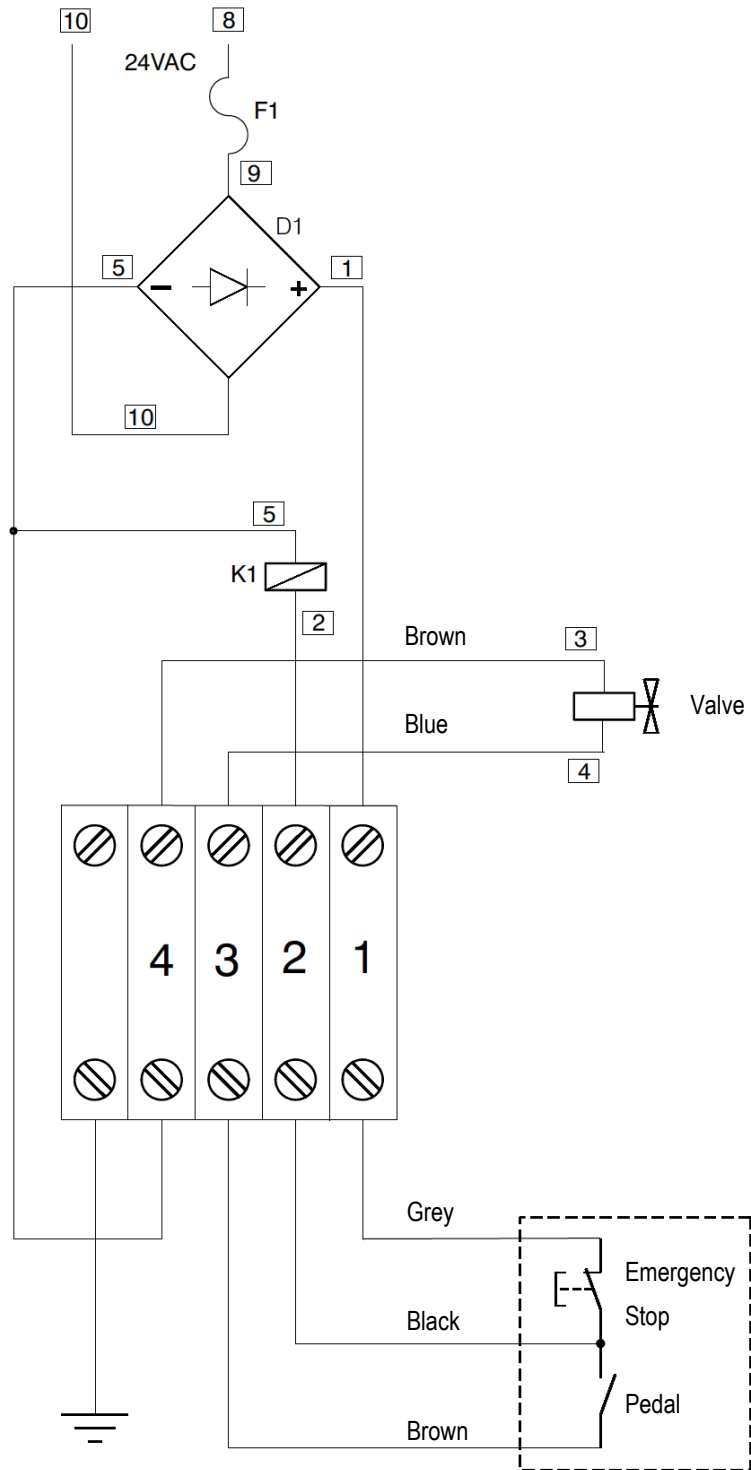 10
8
24VAC
F1
9
D1
5
1
− +
10
5
K1
2
Brown
3
Valve
Blue
4
4 3 2 1
Grey
Emergency
Stop
Black
Pedal
Brown